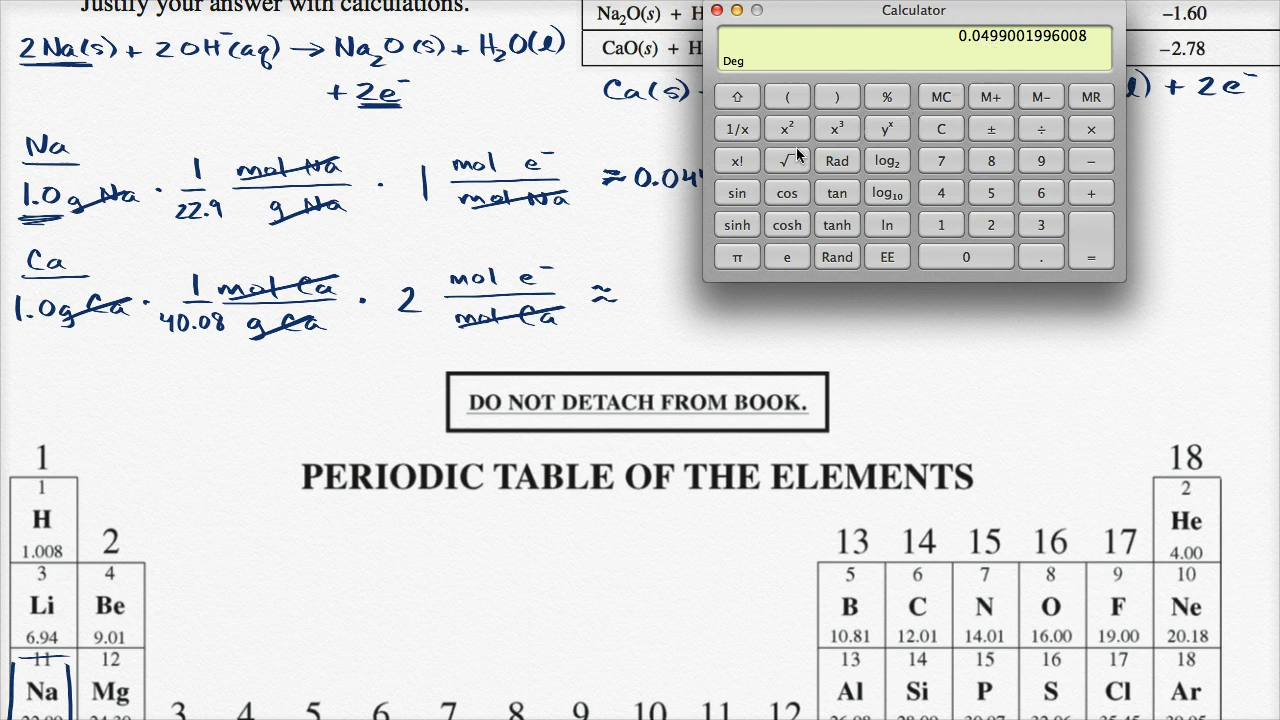 Justify your answer with calculations.
Na₂O(s) + H
−1.60
CaO(s) + H
−2.78
2Na(s) + 2OH⁻(aq) → Na₂O(s) + H₂O(l)
+ 2e⁻
Ca(s)
l) + 2e⁻
Calculator
0.0499001996008
Deg
⇧ ( ) % MC M+ M− MR
1/x x² x³ yˣ C ± ÷ ×
x! √ Rad log₂ 7 8 9 −
sin cos tan log₁₀ 4 5 6 +
sinh cosh tanh ln 1 2 3
π e Rand EE 0 . =
Na
1.0 g Na · 1/22.9 mol Na/g Na · 1 mol e⁻/mol Na ≈ 0.04
Ca
1.0g Ca · 1/40.08 mol Ca/g Ca · 2 mol e⁻/mol Ca ≈
DO NOT DETACH FROM BOOK.
PERIODIC TABLE OF THE ELEMENTS
1 18
1 2
H He
1.008 2 13 14 15 16 17 4.00
3 4 5 6 7 8 9 10
Li Be B C N O F Ne
6.94 9.01 10.81 12.01 14.01 16.00 19.00 20.18
11 12 13 14 15 16 17 18
Na Mg Al Si P S Cl Ar
3 4 5 6 7 8 9 10 11 12